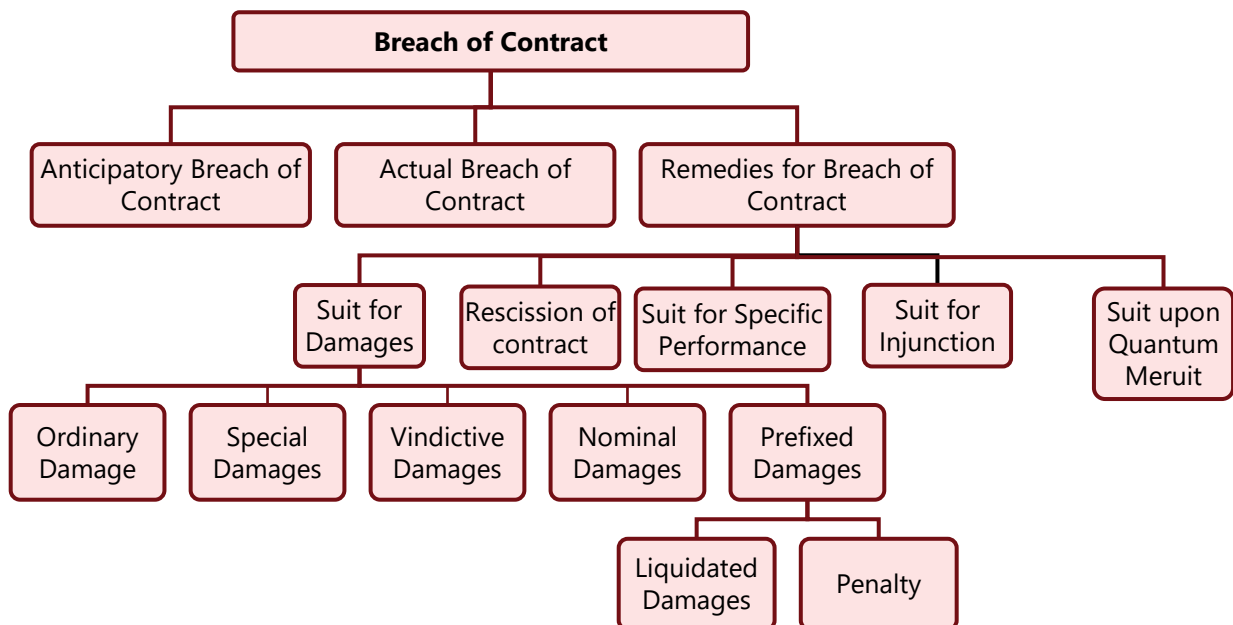 Breach of Contract
Anticipatory Breach of
Contract
Actual Breach of
Contract
Remedies for Breach of
Contract
Suit for
Damages
Rescission of
contract
Suit for Specific
Performance
Suit for
Injunction
Suit upon
Quantum
Meruit
Ordinary
Damage
Special
Damages
Vindictive
Damages
Nominal
Damages
Prefixed
Damages
Liquidated
Damages
Penalty